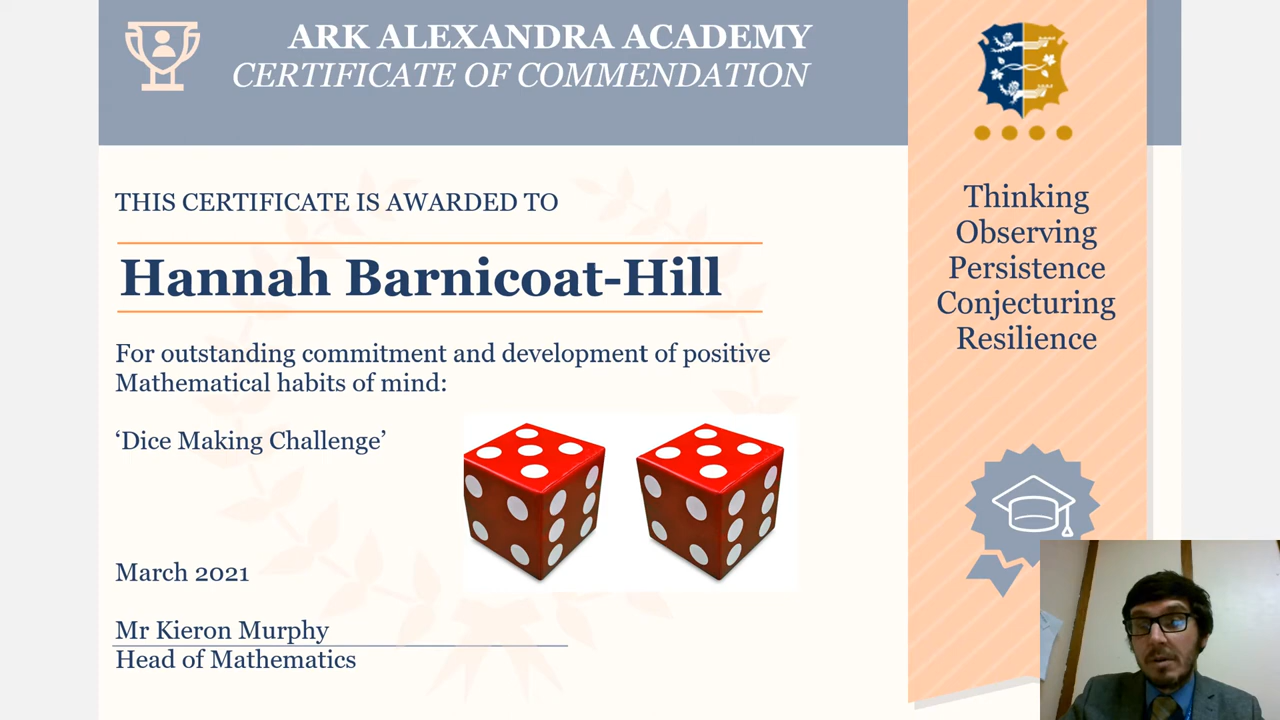 ARK ALEXANDRA ACADEMY
CERTIFICATE OF COMMENDATION
THIS CERTIFICATE IS AWARDED TO
Hannah Barnicoat-Hill
For outstanding commitment and development of positive
Mathematical habits of mind:
‘Dice Making Challenge’
March 2021
Mr Kieron Murphy
Head of Mathematics
Thinking
Observing
Persistence
Conjecturing
Resilience